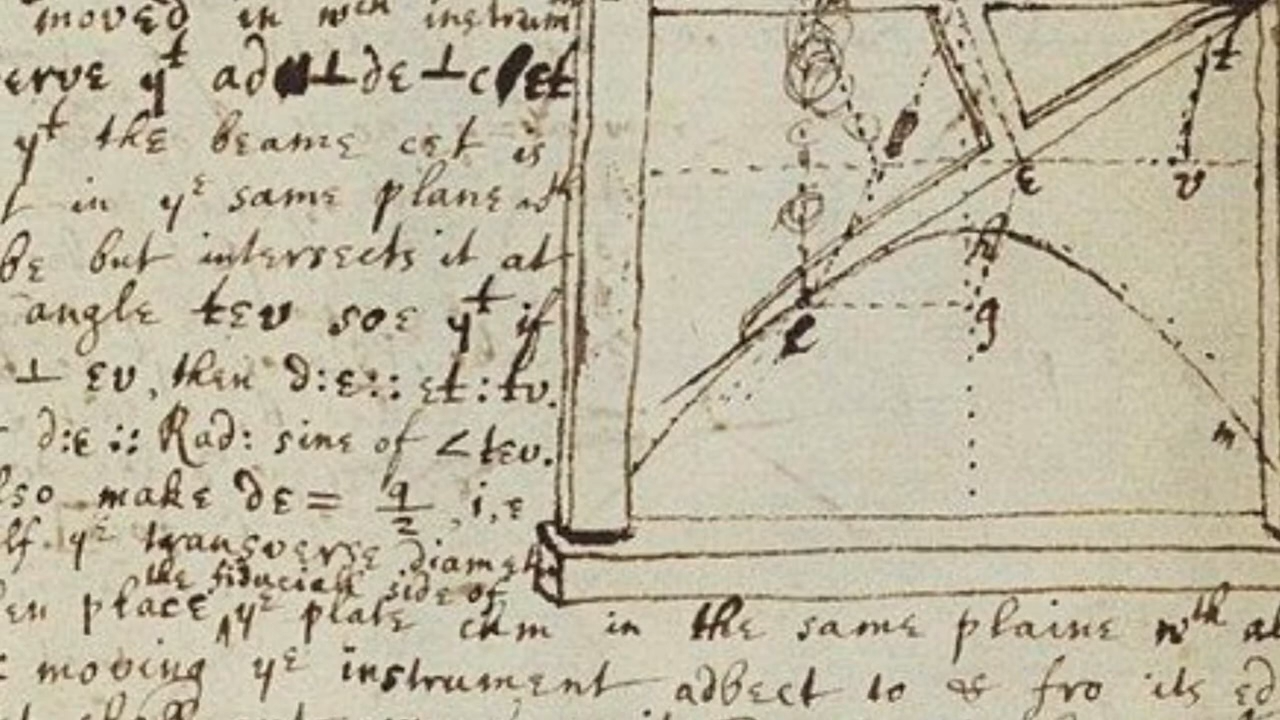 moved in wch instrum
erve yt ad ⊥ de ⊥ cet
yt the beame cet is
in ye same plane
be but intersects it at
angle tev soe yt if
⊥ ev, then d:e :: et : tv.
d:e :: Rad: sine of < tev.
lso make de = q/2, i, e
lf ye transverse diamet
the fiduciall side of
en place ^ ye plate chm in the same plaine wth ab
moving ye instrument adbect to & fro its ed
t
e
v
h
c
g
m